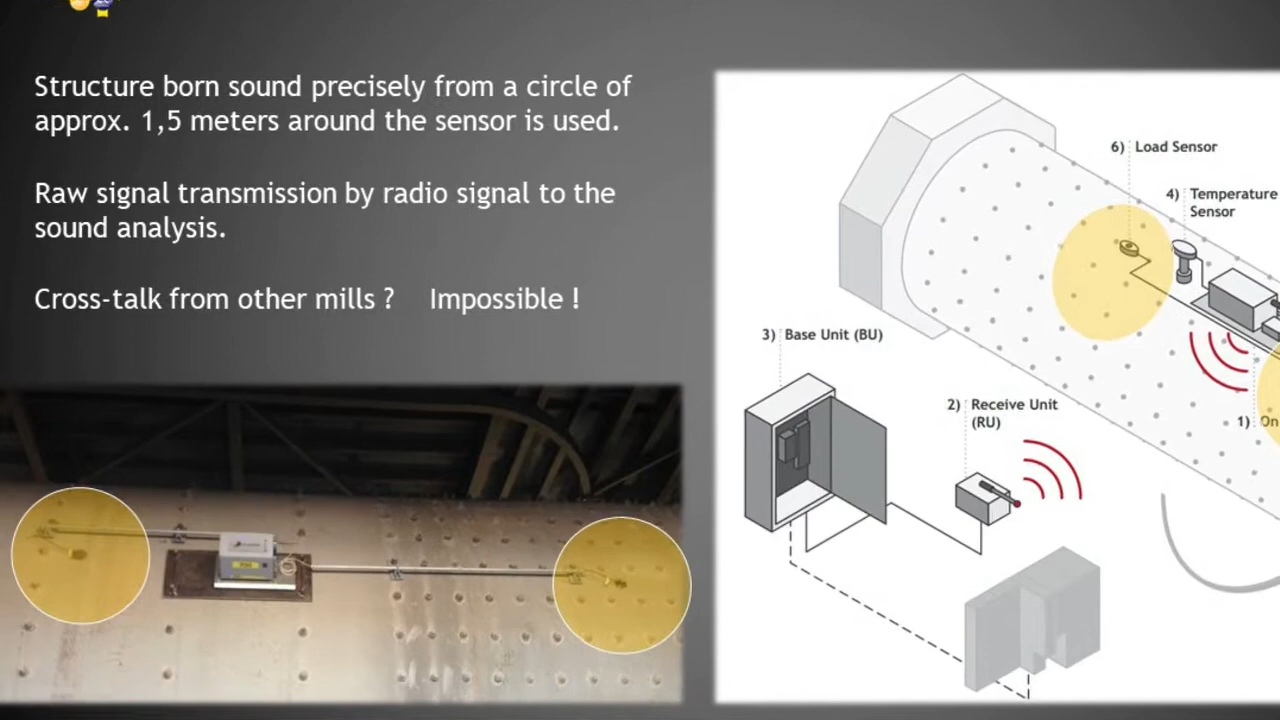 Structure born sound precisely from a circle of
approx. 1,5 meters around the sensor is used.
Raw signal transmission by radio signal to the
sound analysis.
Cross-talk from other mills ? Impossible !
6) Load Sensor
4) Temperature
Sensor
3) Base Unit (BU)
2) Receive Unit
(RU)
1) On